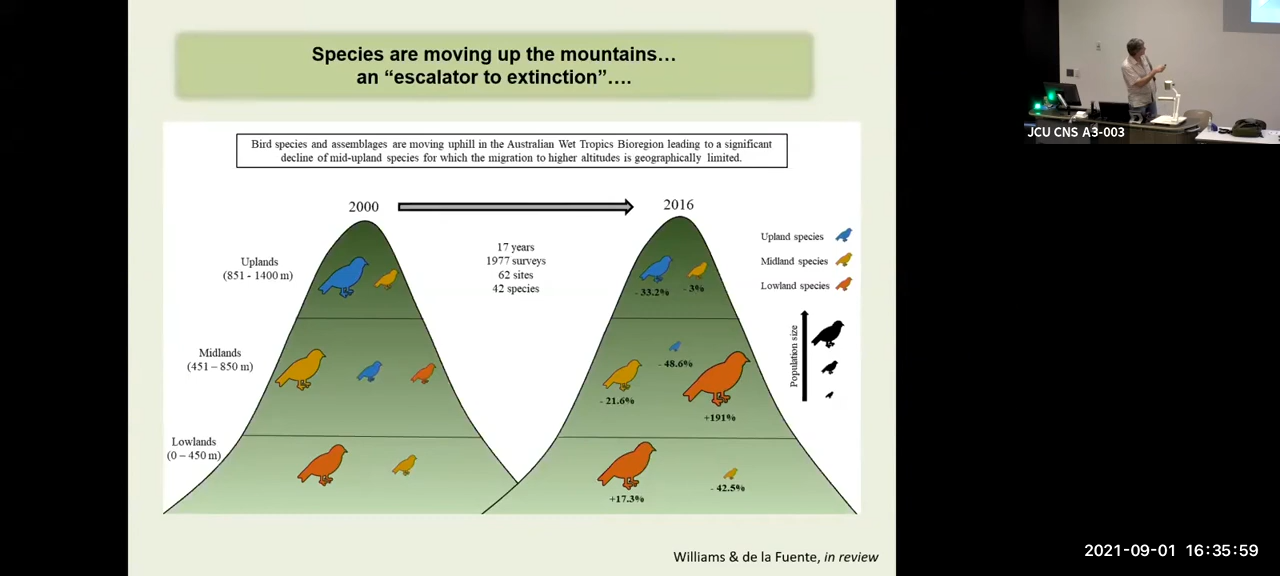 Species are moving up the mountains…
an “escalator to extinction”….
JCU CNS A3-003
Bird species and assemblages are moving uphill in the Australian Wet Tropics Bioregion leading to a significant
decline of mid-upland species for which the migration to higher altitudes is geographically limited.
2000
2016
Uplands
(851 - 1400 m)
17 years
1977 surveys
62 sites
42 species
- 33.2%
- 3%
Upland species
Midland species
Lowland species
Population size
Midlands
(451 – 850 m)
- 48.6%
- 21.6%
+191%
Lowlands
(0 – 450 m)
+17.3%
- 42.5%
Williams & de la Fuente, in review
2021-09-01 16:35:59